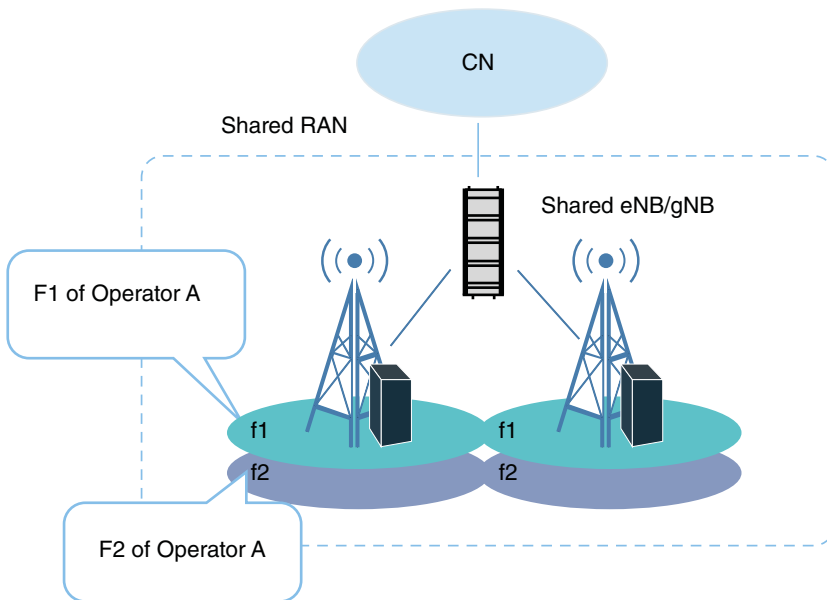 CN
Shared RAN
Shared eNB/gNB
F1 of Operator A
f1
f1
f2
f2
F2 of Operator A